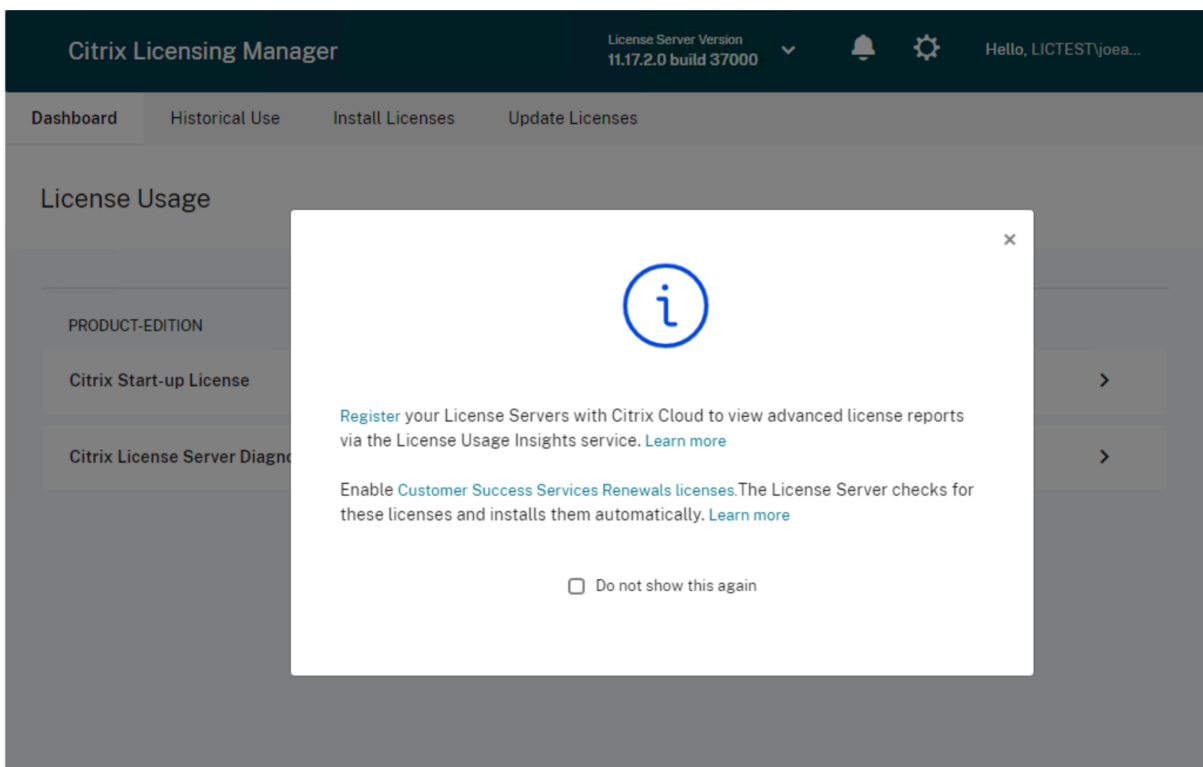 Citrix Licensing Manager
License Server Version
11.17.2.0 build 37000
Hello, LICTEST\joea...
Dashboard
Historical Use
Install Licenses
Update Licenses
License Usage
PRODUCT-EDITION
Citrix Start-up License
Citrix License Server Diagno
Register your License Servers with Citrix Cloud to view advanced license reports
via the License Usage Insights service. Learn more
Enable Customer Success Services Renewals licenses.The License Server checks for
these licenses and installs them automatically. Learn more
Do not show this again